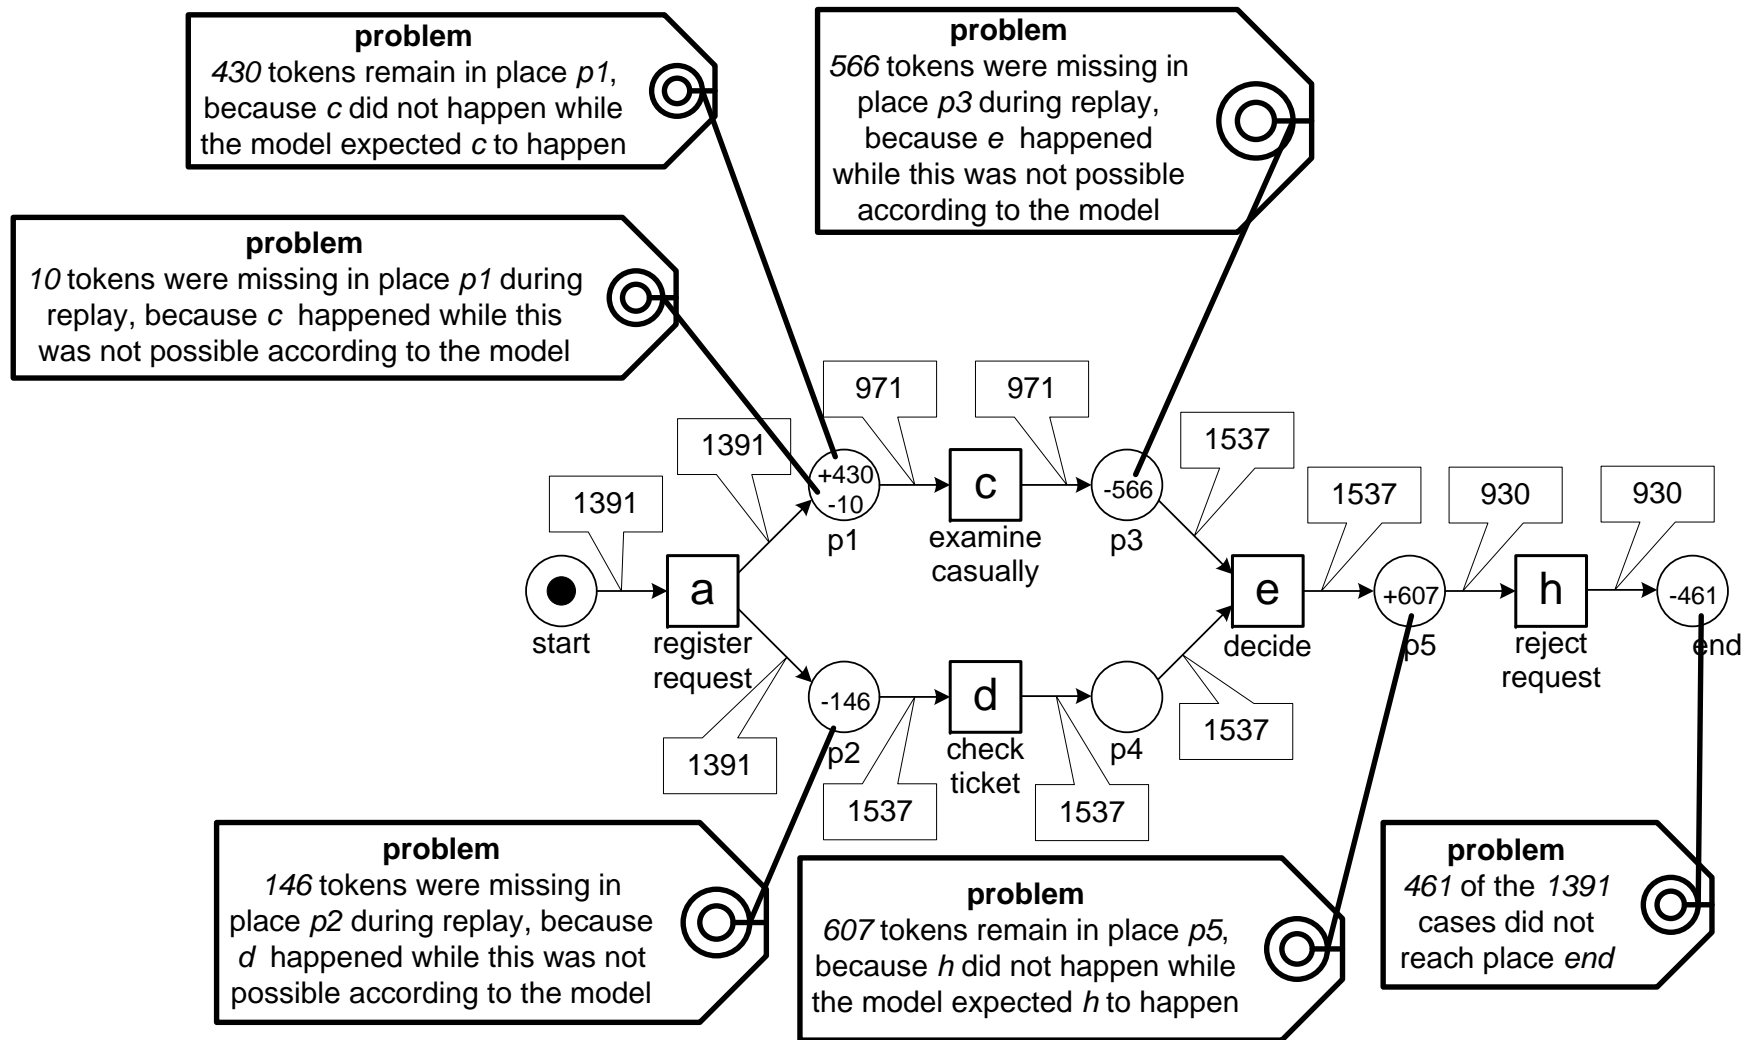 problem
430 tokens remain in place p1,
because c did not happen while
the model expected c to happen
problem
566 tokens were missing in
place p3 during replay,
because e happened
while this was not possible
according to the model
problem
10 tokens were missing in place p1 during
replay, because c happened while this
was not possible according to the model
971
971
1391
1537
1391
1537
930
930
+430
-10
p1
c
examine
casually
-566
p3
start
a
register
request
e
decide
+607
p5
h
reject
request
-461
end
1391
-146
p2
d
check
ticket
p4
1537
1537
1537
problem
146 tokens were missing in
place p2 during replay, because
d happened while this was not
possible according to the model
problem
607 tokens remain in place p5,
because h did not happen while
the model expected h to happen
problem
461 of the 1391
cases did not
reach place end